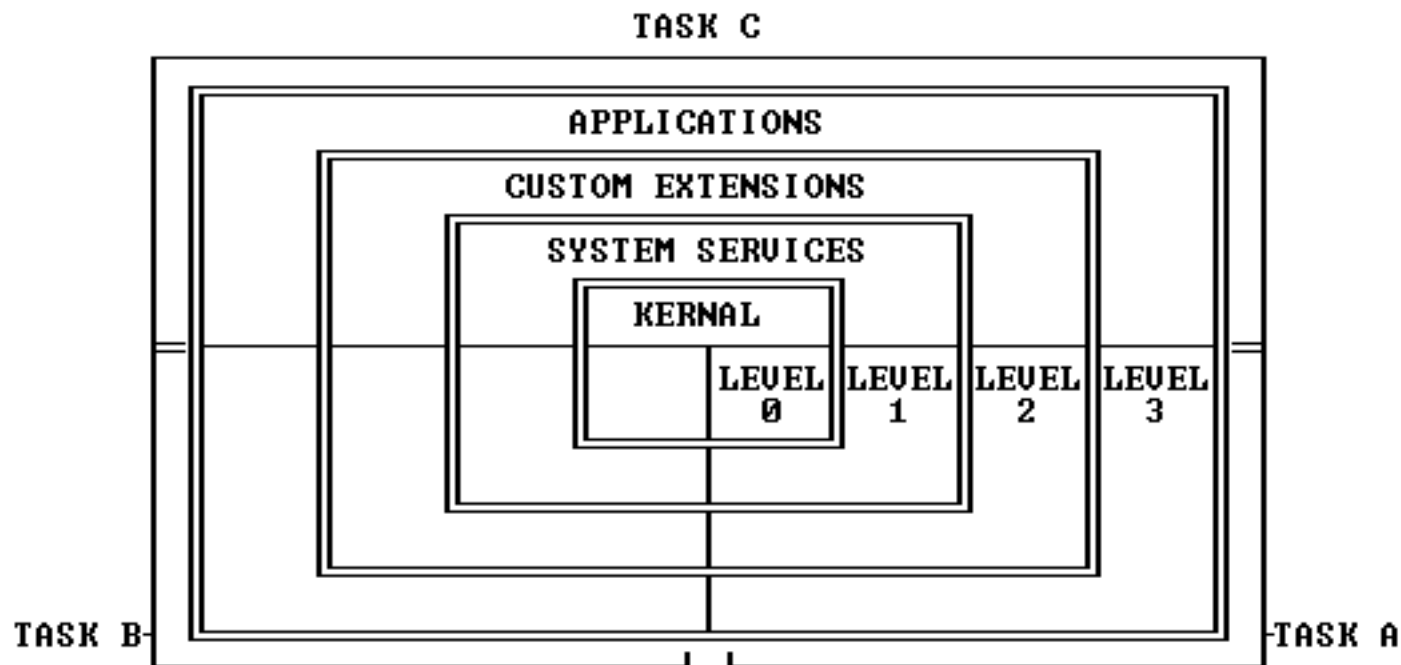 TASK C
APPLICATIONS
CUSTOM EXTENSIONS
SYSTEM SERVICES
KERNAL
LEVEL 0
LEVEL 1
LEVEL 2
LEVEL 3
TASK B
TASK A